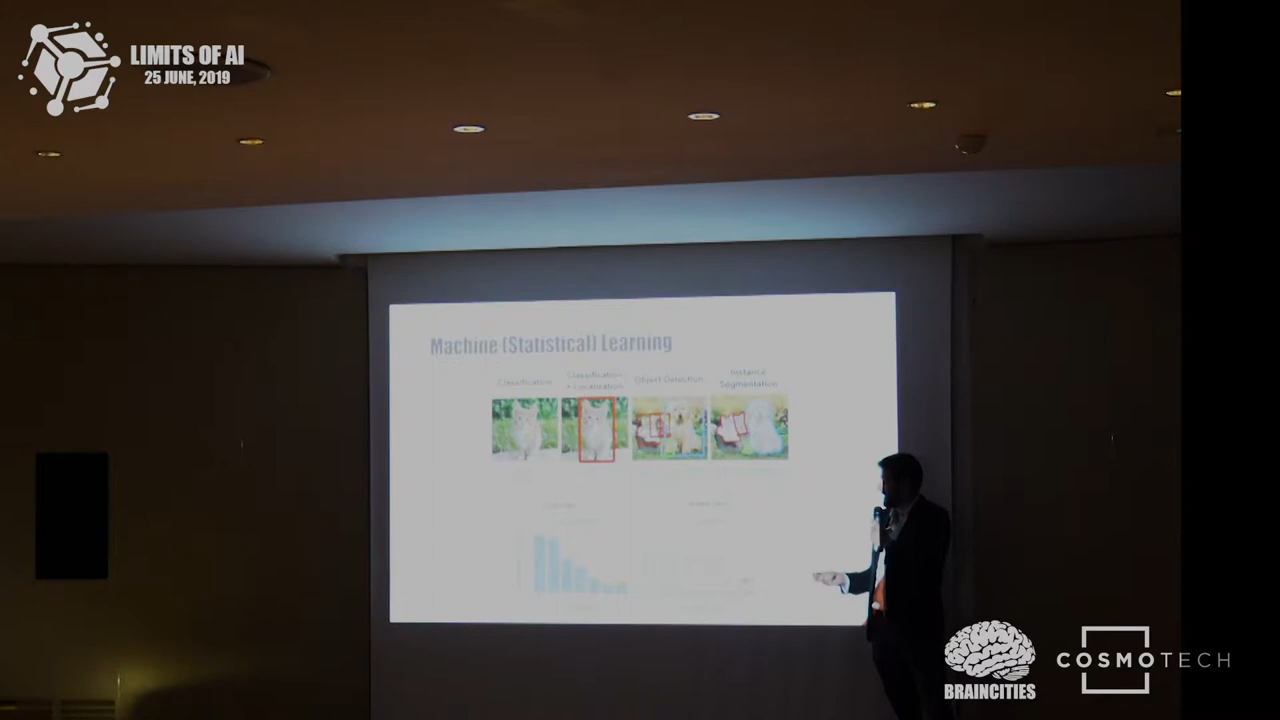 LIMITS OF AI
25 JUNE, 2019
Machine (Statistical) Learning
Classification
Classification
+ Localization
Object Detection
Instance
Segmentation
BRAINCITIES
COSMOTECH